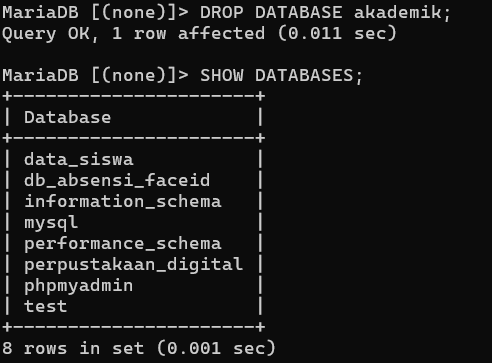 MariaDB [(none)]> DROP DATABASE akademik;
Query OK, 1 row affected (0.011 sec)

MariaDB [(none)]> SHOW DATABASES;
+----------------------+
| Database             |
+----------------------+
| data_siswa           |
| db_absensi_faceid    |
| information_schema   |
| mysql                |
| performance_schema   |
| perpustakaan_digital |
| phpmyadmin           |
| test                 |
+----------------------+
8 rows in set (0.001 sec)